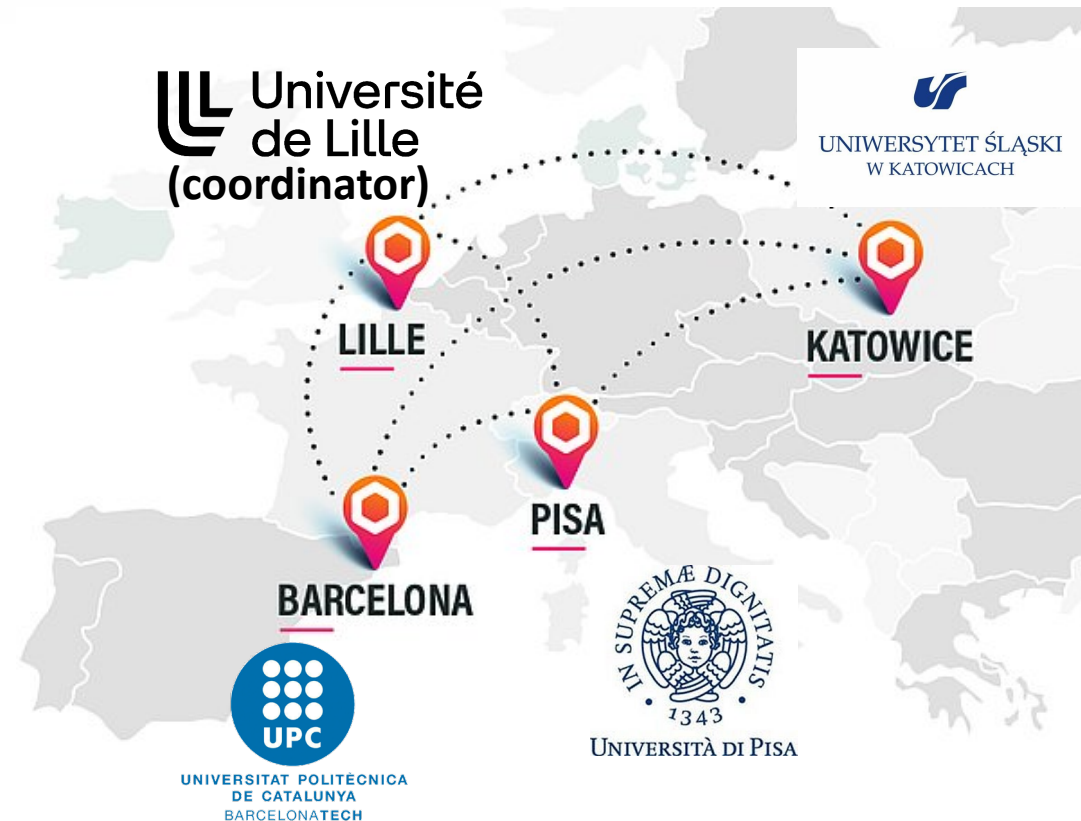 Université
de Lille
(coordinator)
UNIWERSYTET ŚLĄSKI
W KATOWICACH
LILLE
KATOWICE
PISA
BARCELONA
IN SUPREMÆ DIGNITATIS
1343
UNIVERSITÀ DI PISA
UPC
UNIVERSITAT POLITÈCNICA
DE CATALUNYA
BARCELONATECH